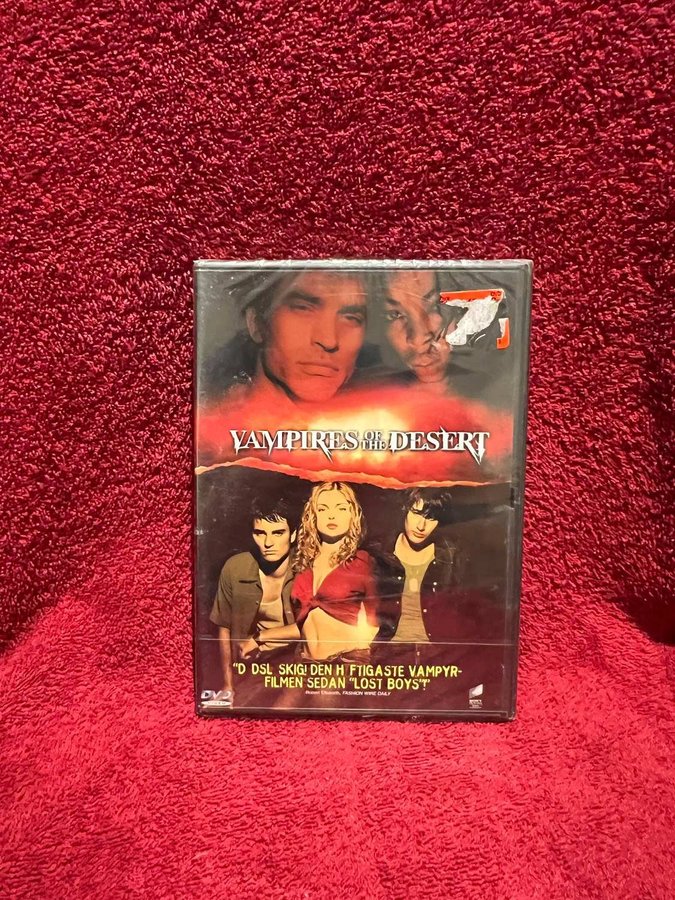 VAMPIRES OF THE DESERT
"D DSL SKIG! DEN H FTIGASTE VAMPYR-
FILMEN SEDAN "LOST BOYS"!"
FASHION WIRE DAILY
DVD